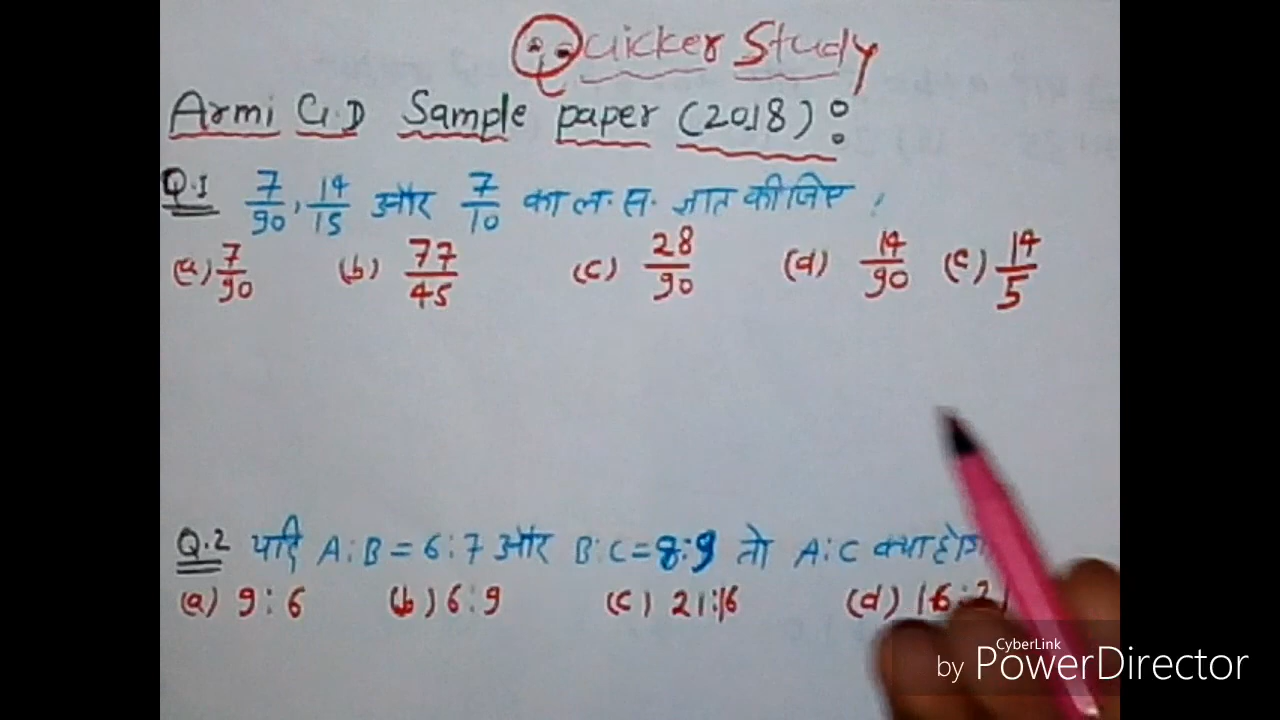 Quicker Study
Armi G.D Sample paper (2018) :
Q.1 7/90, 14/15 और 7/10 का ल. स. ज्ञात कीजिए ।
(a) 7/90 (b) 77/45 (c) 28/90 (d) 14/90 (e) 14/5
Q.2 यदि A:B = 6:7 और B:C = 8:9 तो A:C क्या
(a) 9:6 (b) 6:9 (c) 21:16 (d) 16:21
CyberLink
by PowerDirector